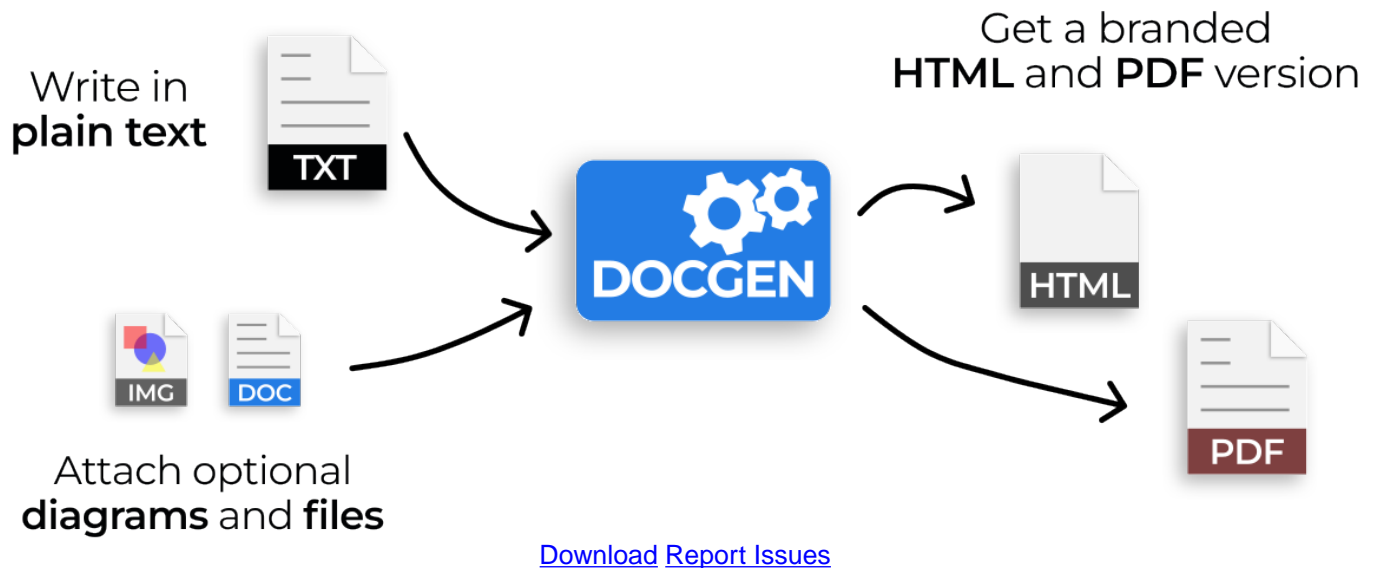 Write in
plain text
TXT
IMG
DOC
Attach optional
diagrams and files
DOCGEN
Get a branded
HTML and PDF version
HTML
PDF
Download Report Issues